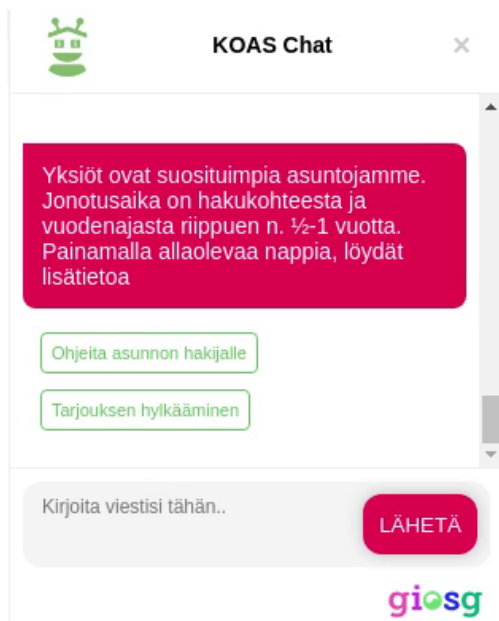 KOAS Chat
Yksiöt ovat suosituimpia asuntojamme.
Jonotusaika on hakukohteesta ja
vuodenajasta riippuen n. ½-1 vuotta.
Painamalla allaolevaa nappia, löydät
lisätietoa
Ohjeita asunnon hakijalle
Tarjouksen hylkääminen
Kirjoita viestisi tähän..
LÄHETÄ
giosg